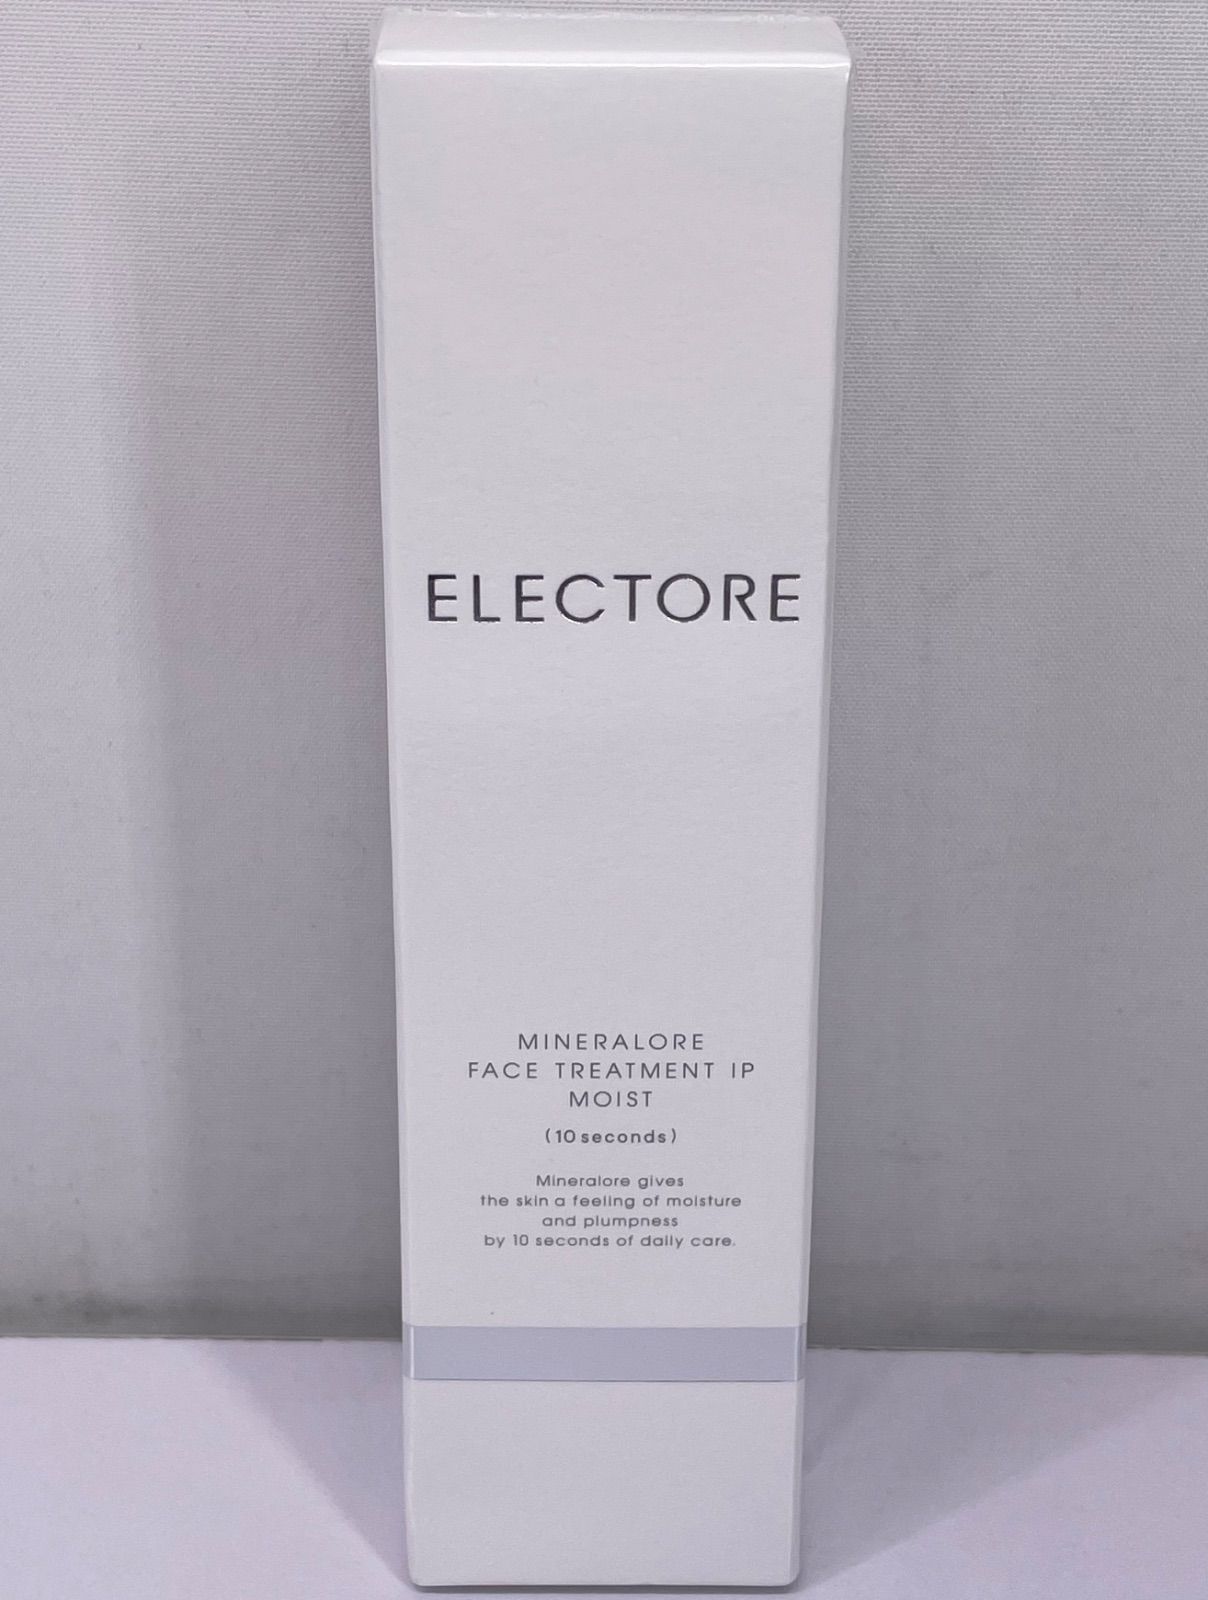 ELECTORE
MINERALORE
FACE TREATMENT IP
MOIST
(10 seconds)
Mineralore gives
the skin a feeling of moisture
and plumpness
by 10 seconds of daily care.